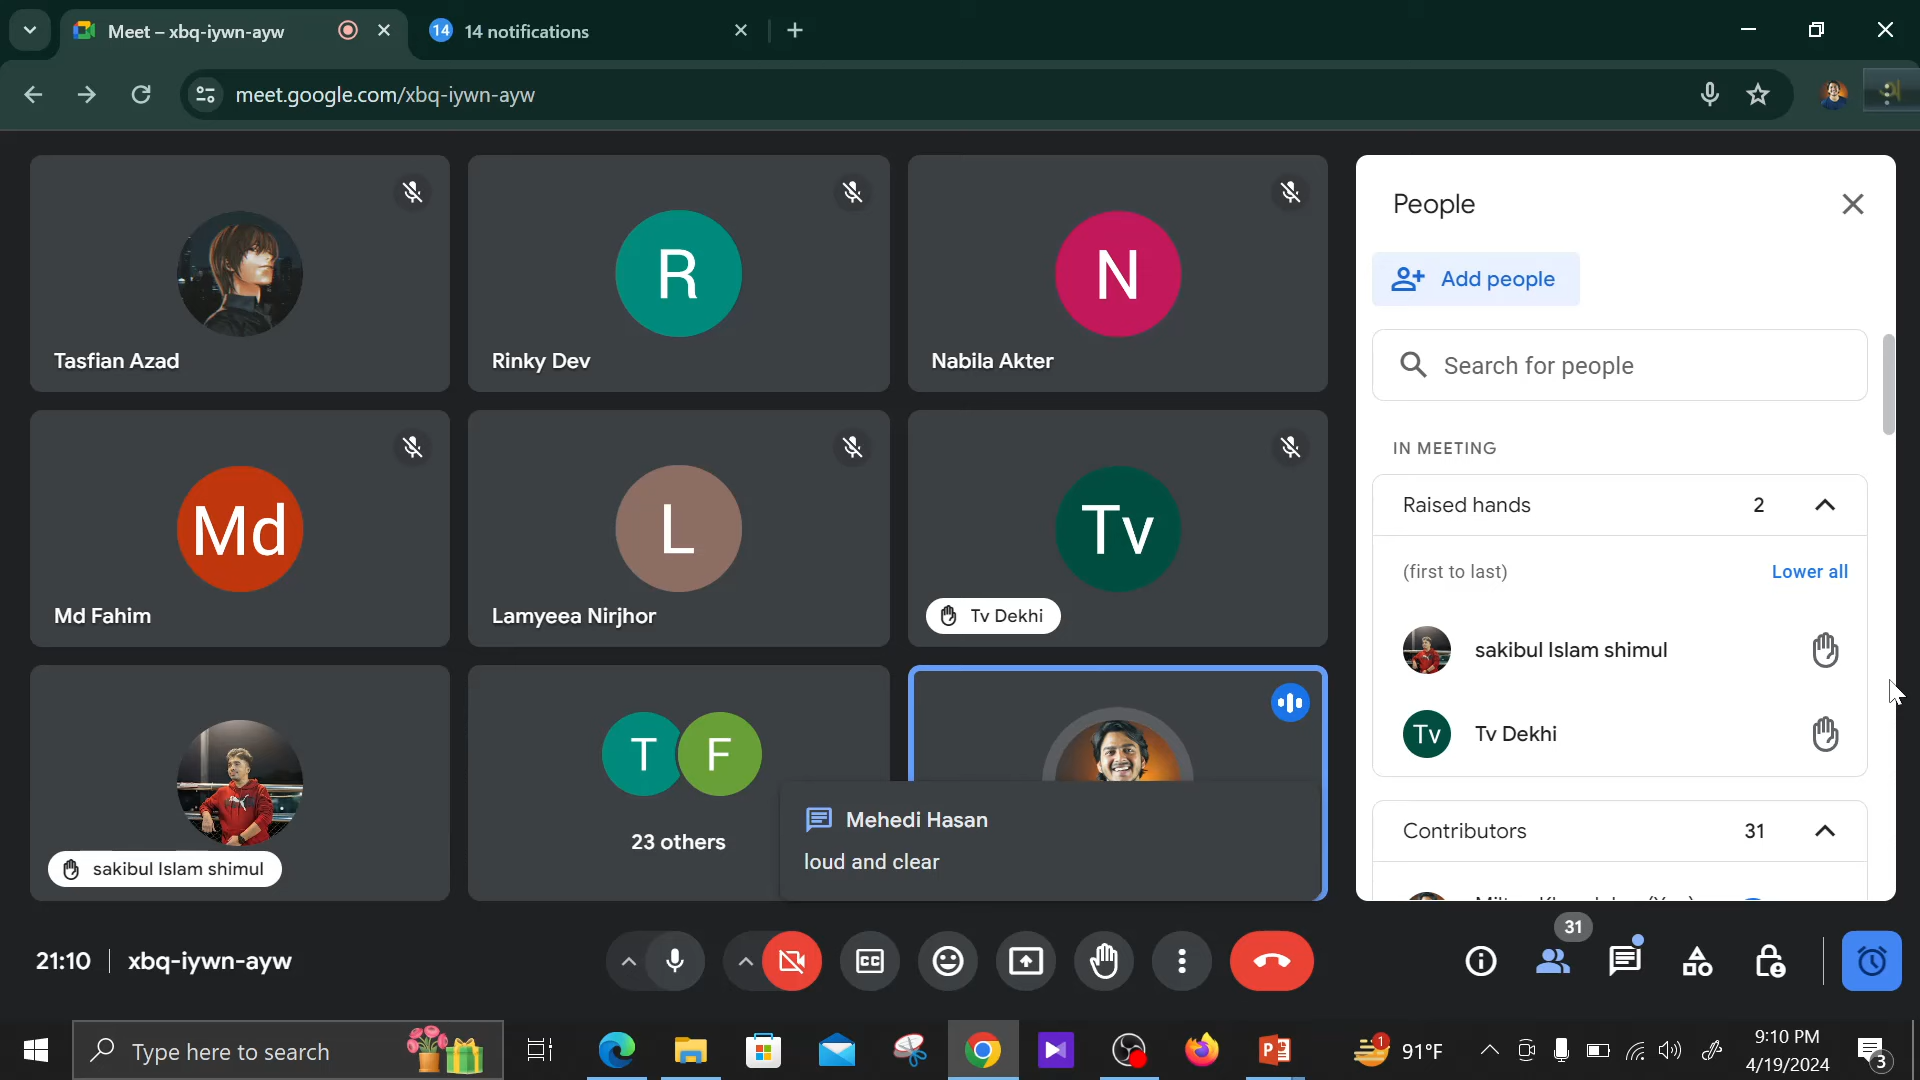 Meet – xbq-iywn-ayw
14
14 notifications
meet.google.com/xbq-iywn-ayw
Tasfian Azad
R
Rinky Dev
N
Nabila Akter
Md
Md Fahim
L
Lamyeea Nirjhor
Tv
Tv Dekhi
sakibul Islam shimul
T F
23 others
Mehedi Hasan
loud and clear
People
Add people
Search for people
IN MEETING
Raised hands 2
(first to last) Lower all
sakibul Islam shimul
Tv Tv Dekhi
Contributors 31
21:10 xbq-iywn-ayw
CC
31
Type here to search
1
91°F
9:10 PM
4/19/2024
3